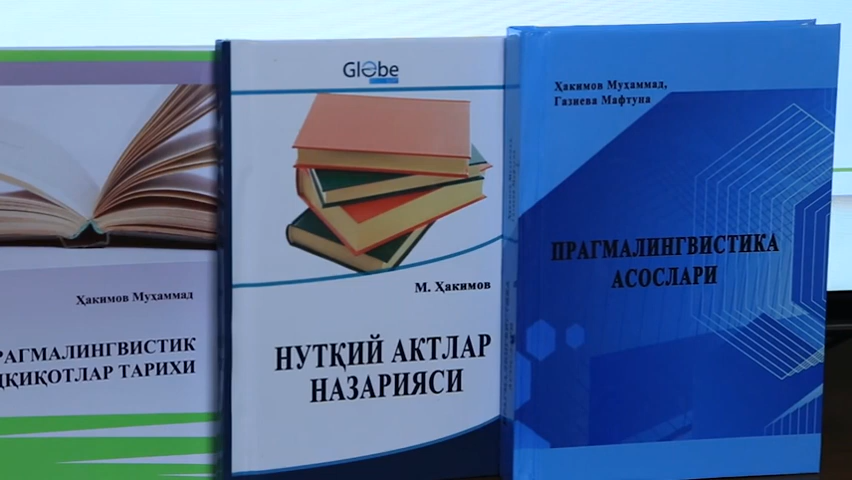 Ҳакимов Муҳаммад
Globe
М. Ҳакимов
НУТҚИЙ АКТЛАР
НАЗАРИЯСИ
Ҳакимов Муҳаммад,
Газиева Мафтуна
ПРАГМАЛИНГВИСТИКА
АСОСЛАРИ
РАГМАЛИНГВИСТИК
ДҚИҚОТЛАР ТАРИХИ